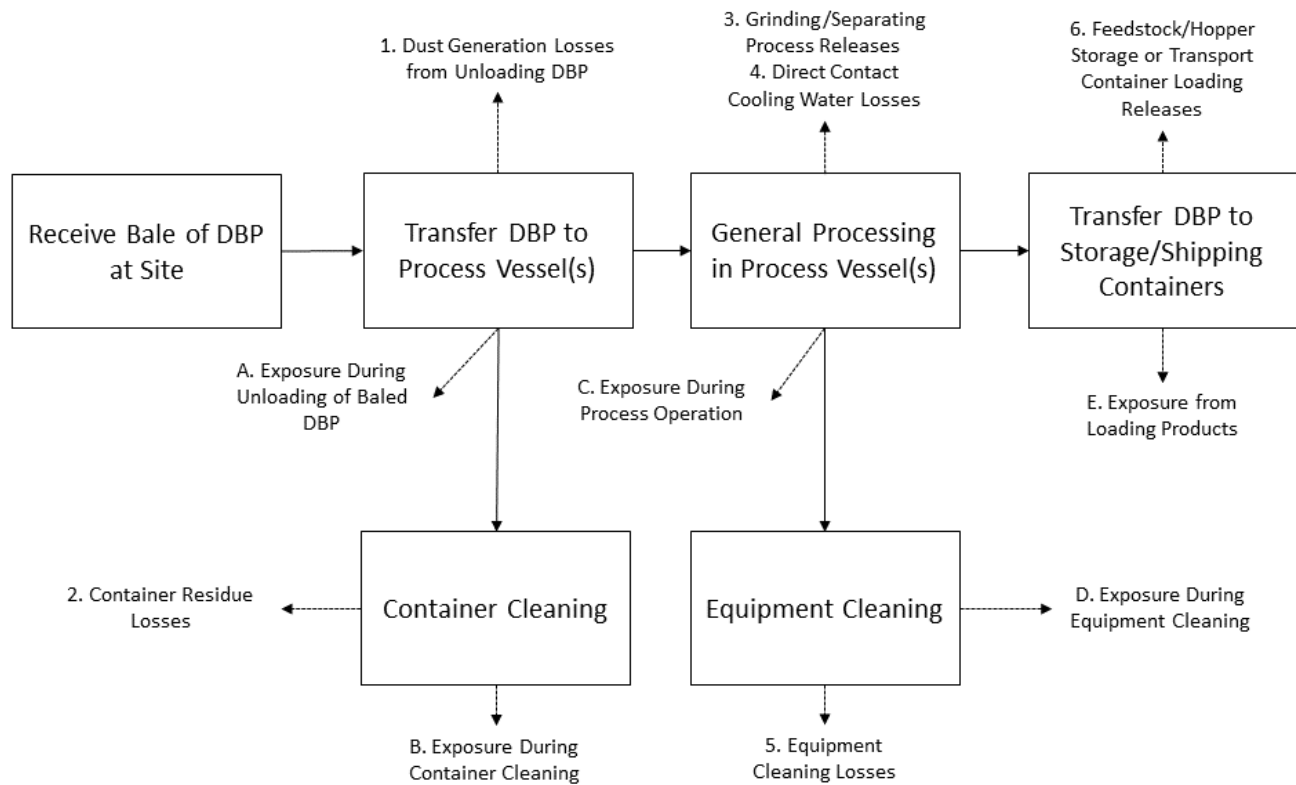 1. Dust Generation Losses
from Unloading DBP
3. Grinding/Separating
Process Releases
4. Direct Contact
Cooling Water Losses
6. Feedstock/Hopper
Storage or Transport
Container Loading
Releases
Receive Bale of DBP
at Site
Transfer DBP to
Process Vessel(s)
General Processing
in Process Vessel(s)
Transfer DBP to
Storage/Shipping
Containers
A. Exposure During
Unloading of Baled
DBP
C. Exposure During
Process Operation
E. Exposure from
Loading Products
2. Container Residue
Losses
Container Cleaning
Equipment Cleaning
D. Exposure During
Equipment Cleaning
B. Exposure During
Container Cleaning
5. Equipment
Cleaning Losses